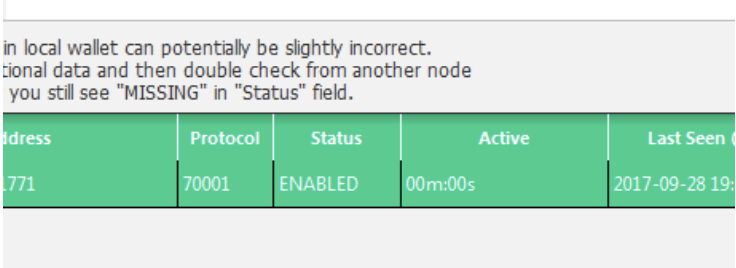 in local wallet can potentially be slightly incorrect.
tional data and then double check from another node
you still see "MISSING" in "Status" field.
ddress Protocol Status Active Last Seen (
1771 70001 ENABLED 00m:00s 2017-09-28 19: